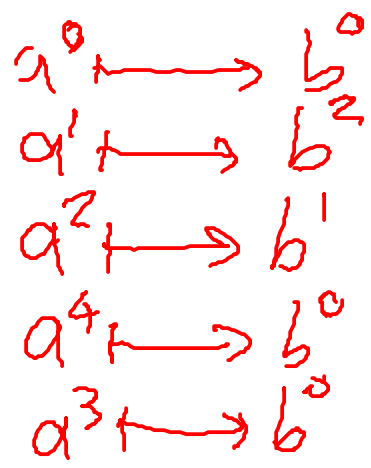 a⁰ ↦ b⁰
a¹ ↦ b²
a² ↦ b¹
a⁴ ↦ b⁰
a³ ↦ b⁰